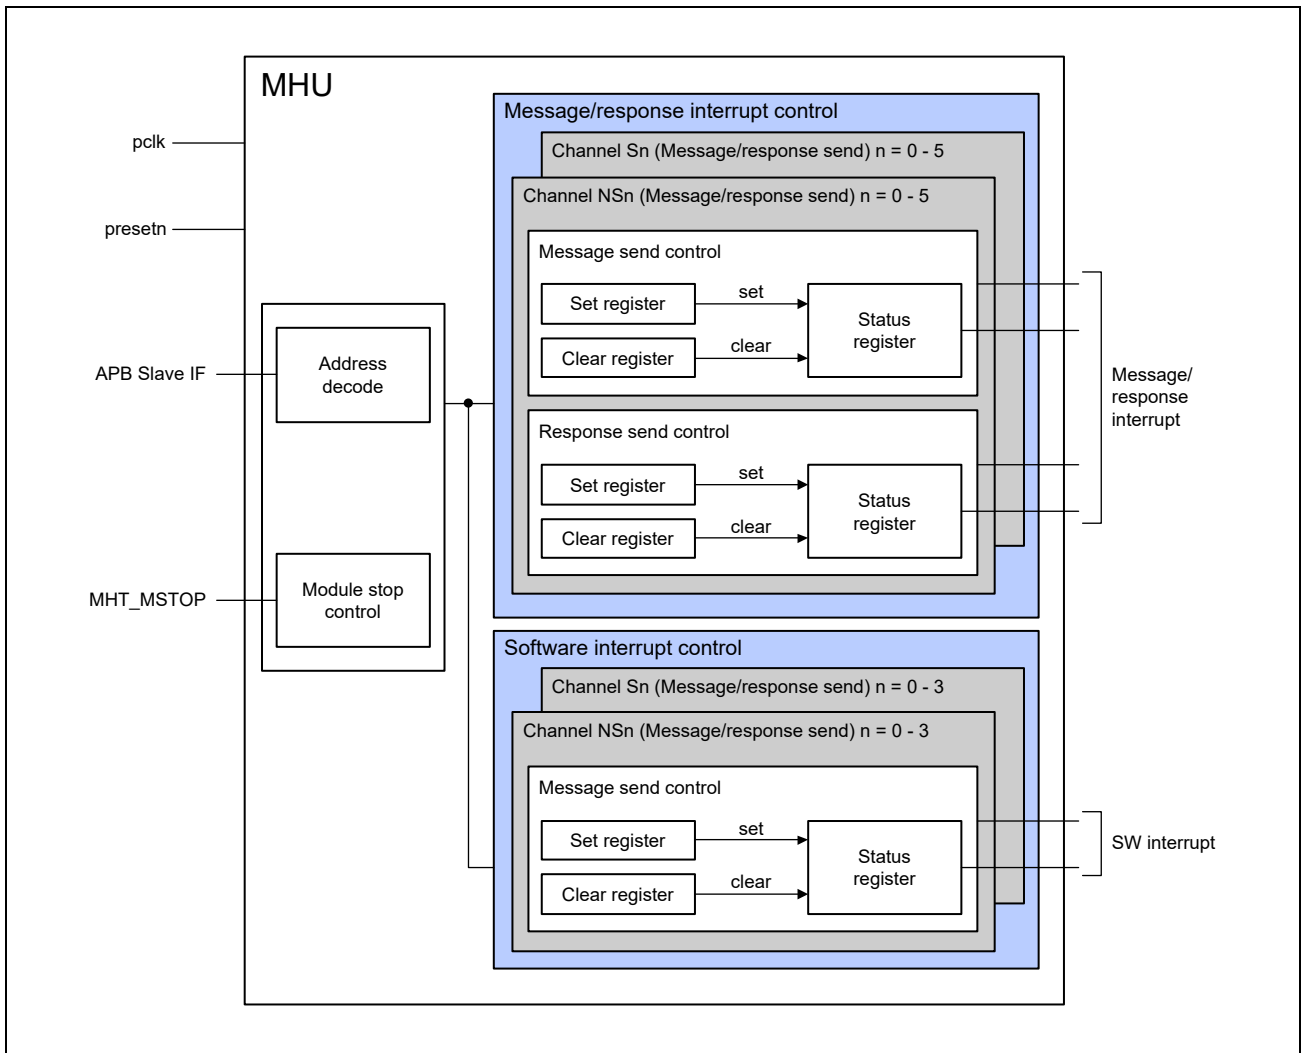 MHU
pclk
presetn
APB Slave IF
MHT_MSTOP
Address
decode
Module stop
control
Message/response interrupt control
Channel Sn (Message/response send) n = 0 - 5
Channel NSn (Message/response send) n = 0 - 5
Message send control
Set register
set
Clear register
clear
Status
register
Response send control
Set register
set
Clear register
clear
Status
register
Message/
response
interrupt
Software interrupt control
Channel Sn (Message/response send) n = 0 - 3
Channel NSn (Message/response send) n = 0 - 3
Message send control
Set register
set
Clear register
clear
Status
register
SW interrupt